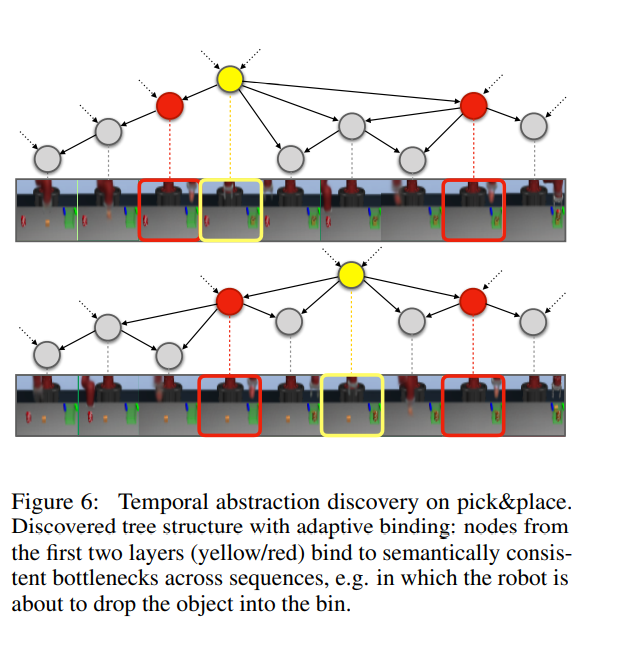 Figure 6: Temporal abstraction discovery on pick&place.
Discovered tree structure with adaptive binding: nodes from
the first two layers (yellow/red) bind to semantically consis-
tent bottlenecks across sequences, e.g. in which the robot is
about to drop the object into the bin.